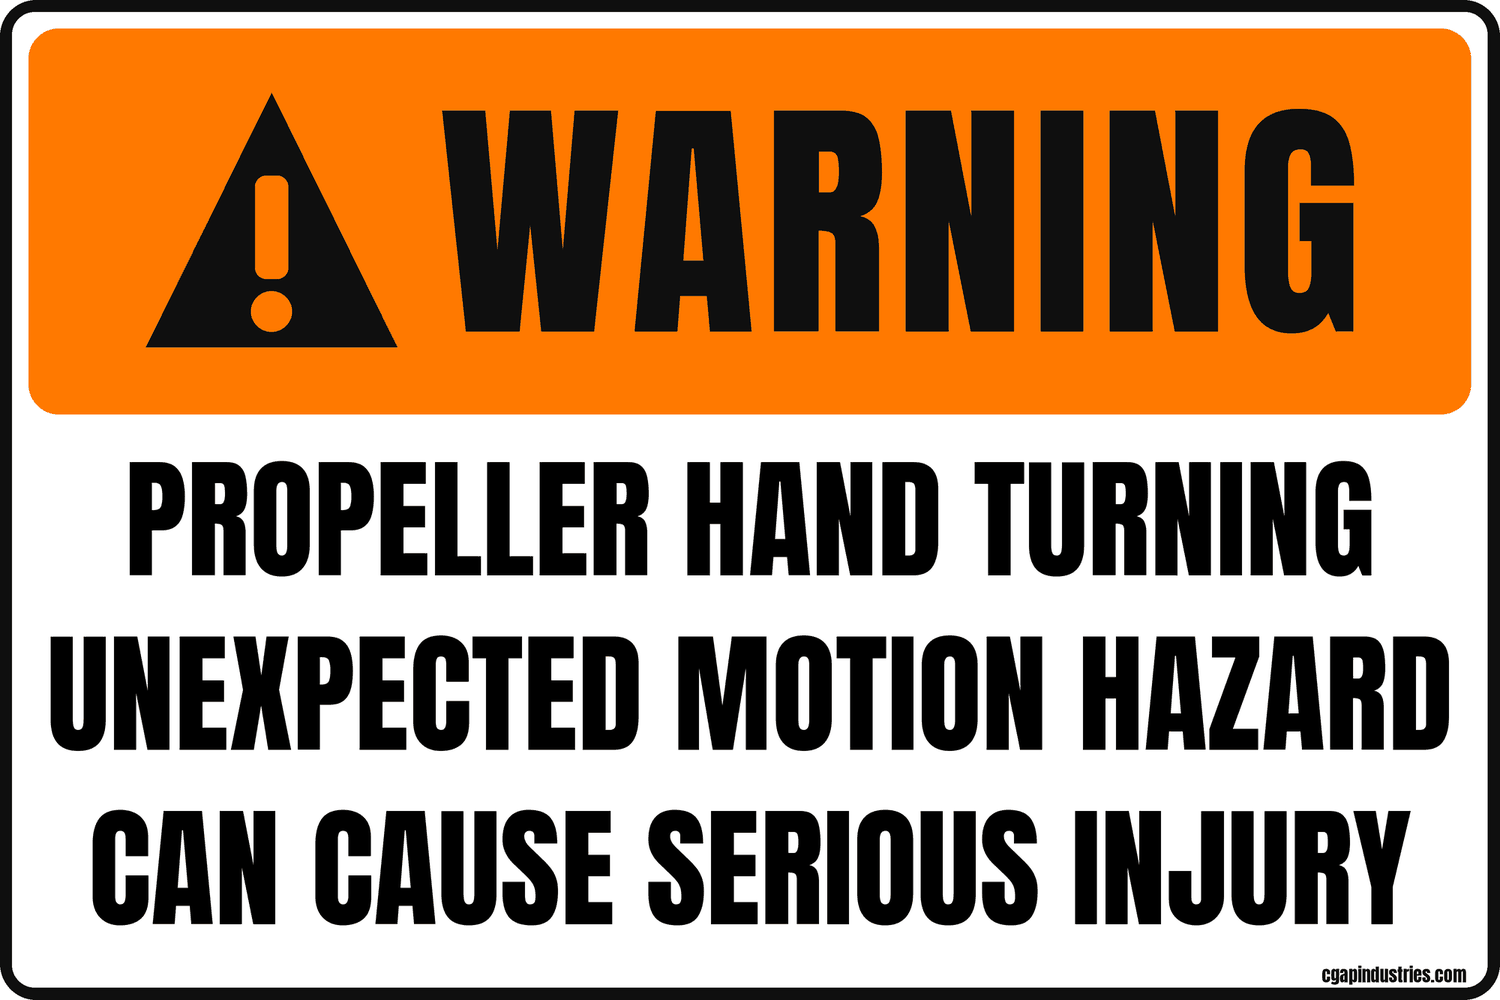 WARNING
PROPELLER HAND TURNING
UNEXPECTED MOTION HAZARD
CAN CAUSE SERIOUS INJURY
cgapindustries.com